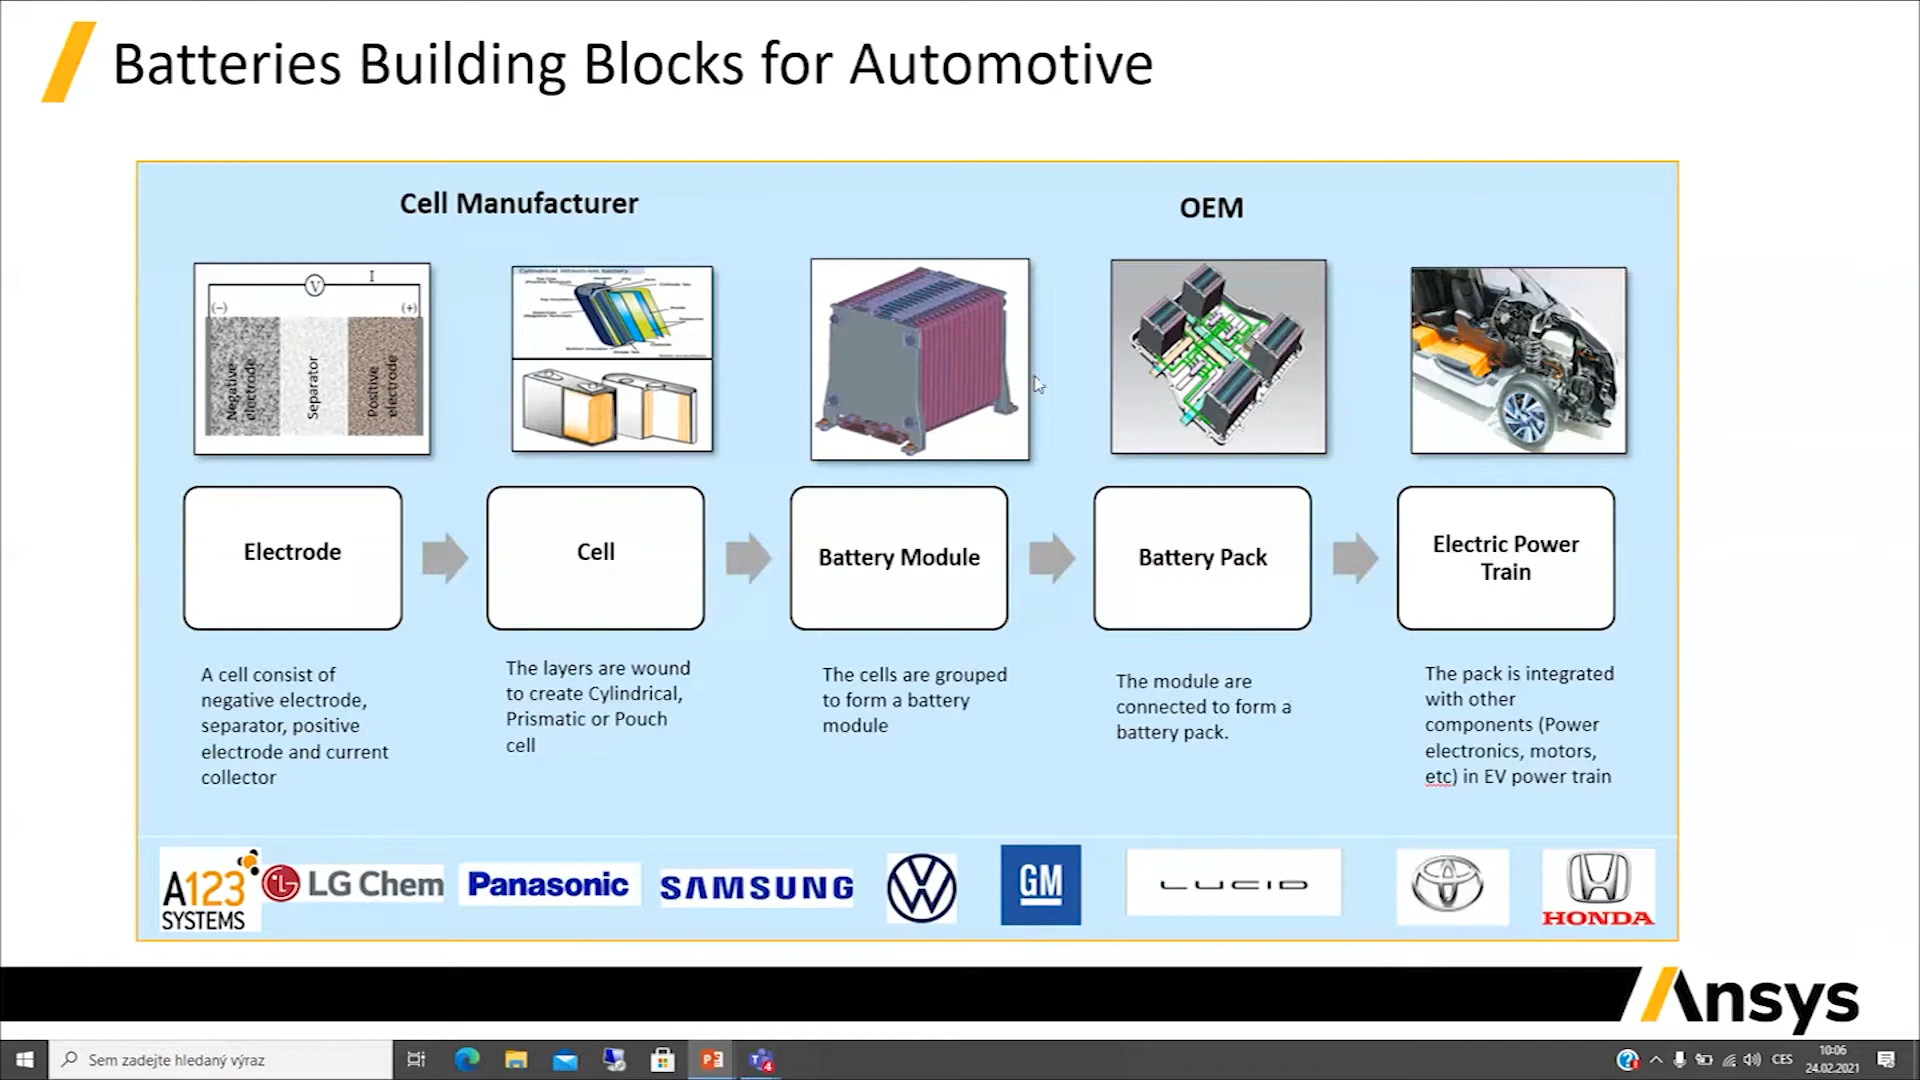 Batteries Building Blocks for Automotive
Cell Manufacturer
OEM
V
I
(-)
(+)
Negative
electrode
Separator
Positive
electrode
Cylindrical lithium-ion battery
Electrode
Cell
Battery Module
Battery Pack
Electric Power
Train
A cell consist of
negative electrode,
separator, positive
electrode and current
collector
The layers are wound
to create Cylindrical,
Prismatic or Pouch
cell
The cells are grouped
to form a battery
module
The module are
connected to form a
battery pack.
The pack is integrated
with other
components (Power
electronics, motors,
etc) in EV power train
A123
SYSTEMS
LG Chem
Panasonic
SAMSUNG
GM
LUCID
HONDA
Ansys
Sem zadejte hledaný výraz
4
CES
10:06
24.02.2021